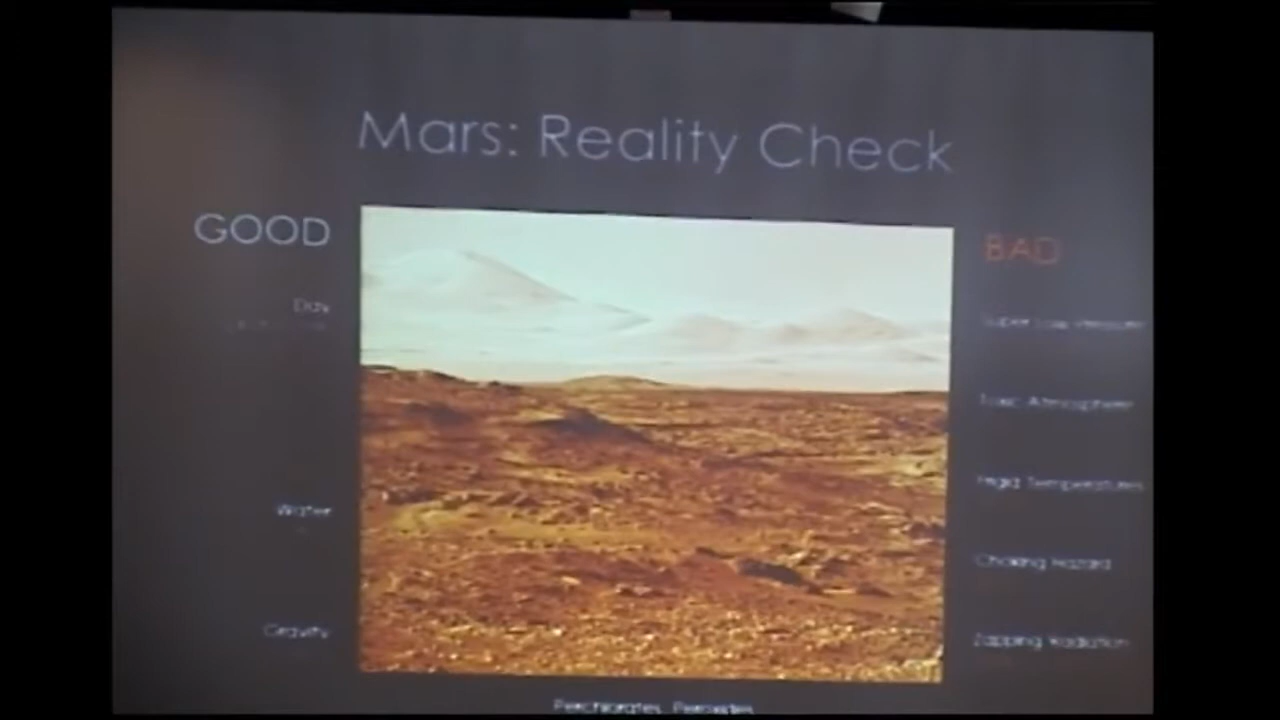 Mars: Reality Check
GOOD
Day
Water
Gravity
BAD
Super Low Pressure
Toxic Atmosphere
Frigid Temperatures
Choking Hazard
Zapping Radiation
Perchlorates, Peroxides